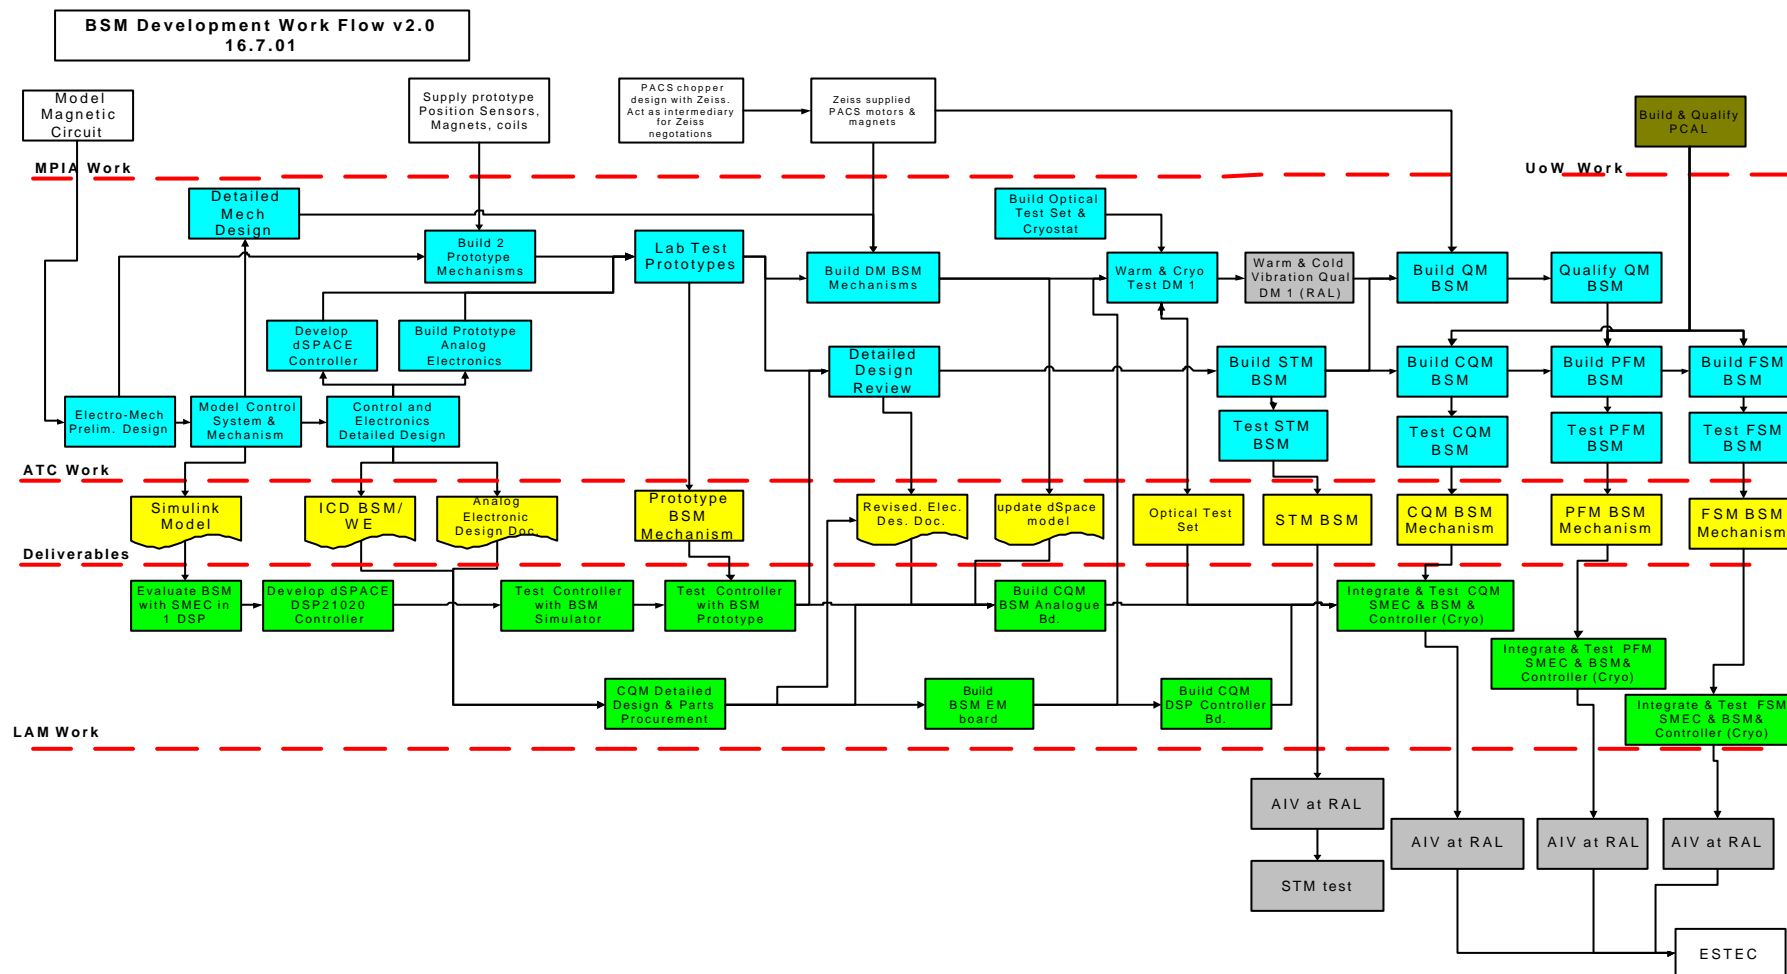 BSM Development Work Flow v2.0
16.7.01
Model
Magnetic
Circuit
Supply prototype
Position Sensors,
Magnets, coils
PACS chopper
design with Zeiss.
Act as intermediary
for Zeiss
negotations
Zeiss supplied
PACS motors &
magnets
Build & Qualify
PCAL
MPIA Work
UoW Work
Detailed
Mech
Design
Build 2
Prototype
Mechanisms
Lab Test
Prototypes
Build DM BSM
Mechanisms
Build Optical
Test Set &
Cryostat
Warm & Cryo
Test DM 1
Warm & Cold
Vibration Qual
DM 1 (RAL)
Build QM
BSM
Qualify QM
BSM
Develop
dSPACE
Controller
Build Prototype
Analog
Electronics
Detailed
Design
Review
Build STM
BSM
Build CQM
BSM
Build PFM
BSM
Build FSM
BSM
Electro-Mech
Prelim. Design
Model Control
System &
Mechanism
Control and
Electronics
Detailed Design
Test STM
BSM
Test CQM
BSM
Test PFM
BSM
Test FSM
BSM
ATC Work
Simulink
Model
ICD BSM/
WE
Analog
Electronic
Design Doc.
Prototype
BSM
Mechanism
Revised. Elec.
Des. Doc.
update dSpace
model
Optical Test
Set
STM BSM
CQM BSM
Mechanism
PFM BSM
Mechanism
FSM BSM
Mechanism
Deliverables
Evaluate BSM
with SMEC in
1 DSP
Develop dSPACE
DSP21020
Controller
Test Controller
with BSM
Simulator
Test Controller
with BSM
Prototype
Build CQM
BSM Analogue
Bd.
Integrate & Test CQM
SMEC & BSM &
Controller (Cryo)
Integrate & Test PFM
SMEC & BSM&
Controller (Cryo)
CQM Detailed
Design & Parts
Procurement
Build
BSM EM
board
Build CQM
DSP Controller
Bd.
Integrate & Test FSM
SMEC & BSM&
Controller (Cryo)
LAM Work
AIV at RAL
AIV at RAL
AIV at RAL
AIV at RAL
STM test
ESTEC